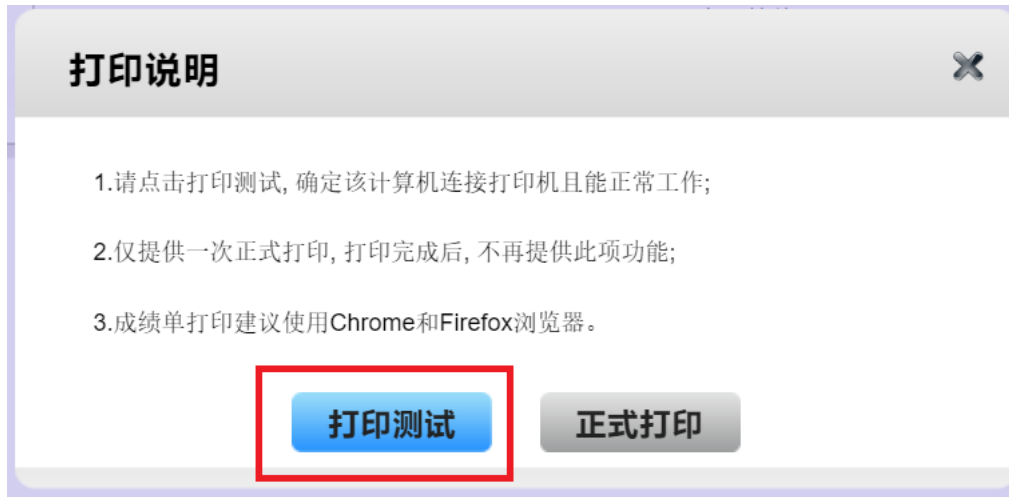 打印说明
1.请点击打印测试, 确定该计算机连接打印机且能正常工作;
2.仅提供一次正式打印, 打印完成后, 不再提供此项功能;
3.成绩单打印建议使用Chrome和Firefox浏览器。
打印测试
正式打印